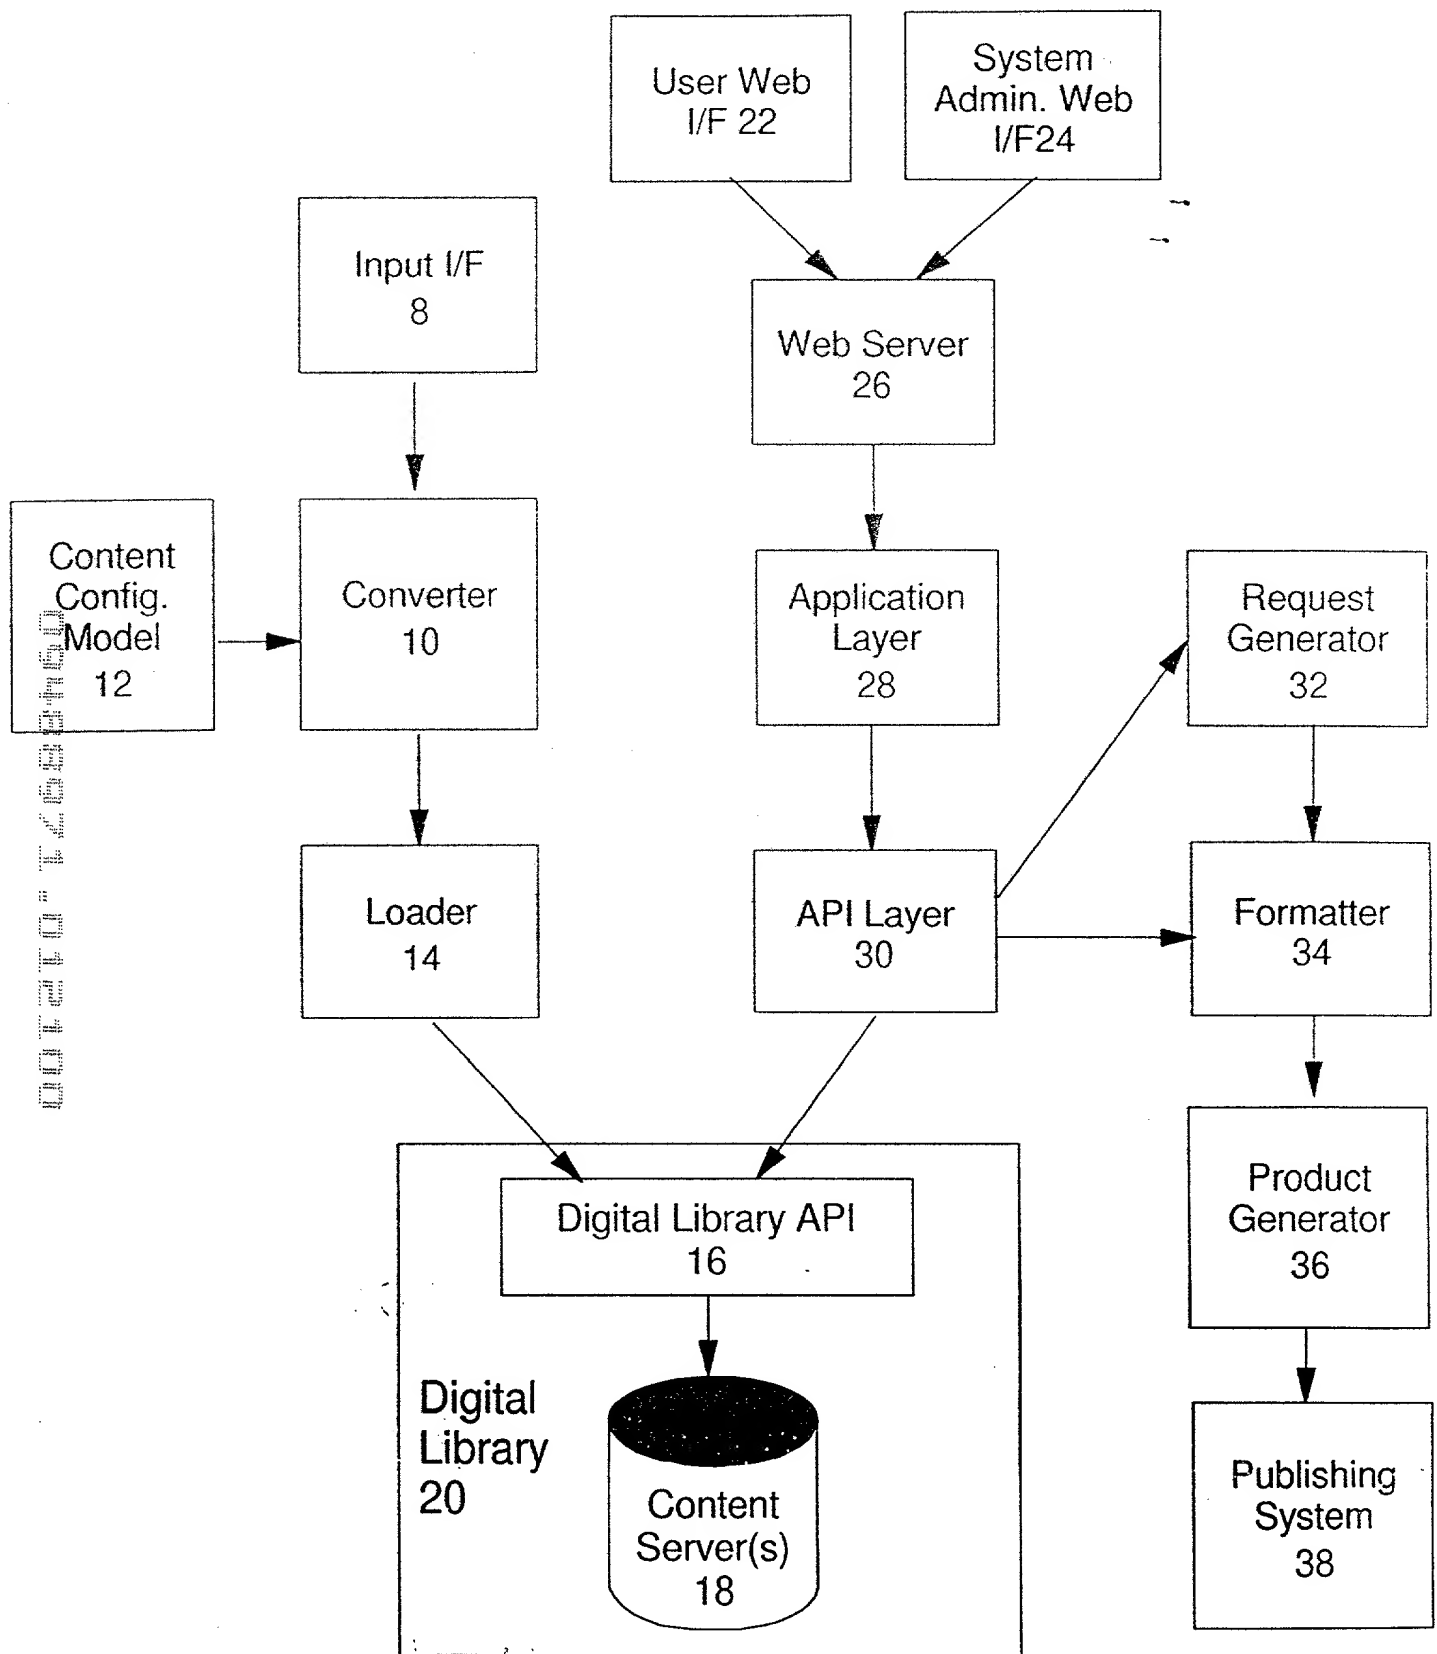 User Web
I/F 22
System
Admin. Web
I/F24
Input I/F
8
Web Server
26
Content
Config.
Model
12
Converter
10
Application
Layer
28
Request
Generator
32
Loader
14
API Layer
30
Formatter
34
Digital Library API
16
Product
Generator
36
Digital
Library
20
Content
Server(s)
18
Publishing
System
38